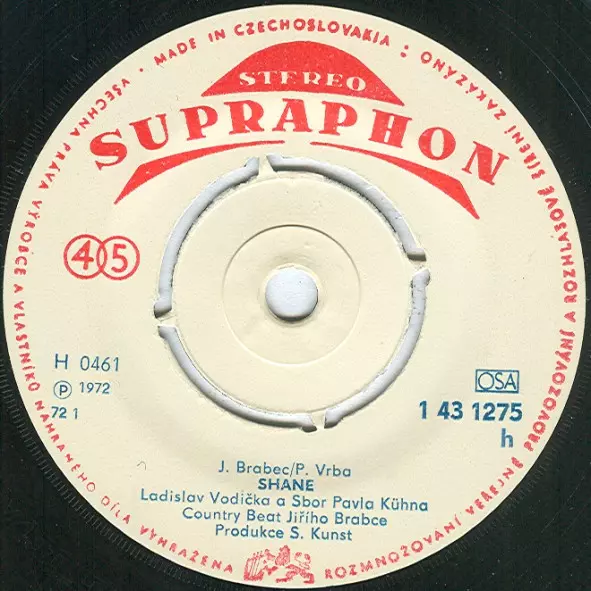 VŠECHNA PRÁVA VÝROBCE A VLASTNÍKŮ NAHRANÉHO DÍLA VYHRAŽENA
• MADE IN CZECHOSLOVAKIA :
ROZMNOŽOVÁNÍ VEŘEJNÉ PROVOZOVÁNÍ A ROZHLASOVÉ ŠÍŘENÍ ZAKÁZÁNO
STEREO
SUPRAPHON
45
H 0461
Ⓟ 1972
72 1
OSA
1 43 1275
h
J. Brabec/P. Vrba
SHANE
Ladislav Vodička a Sbor Pavla Kühna
Country Beat Jiřího Brabce
Produkce S. Kunst